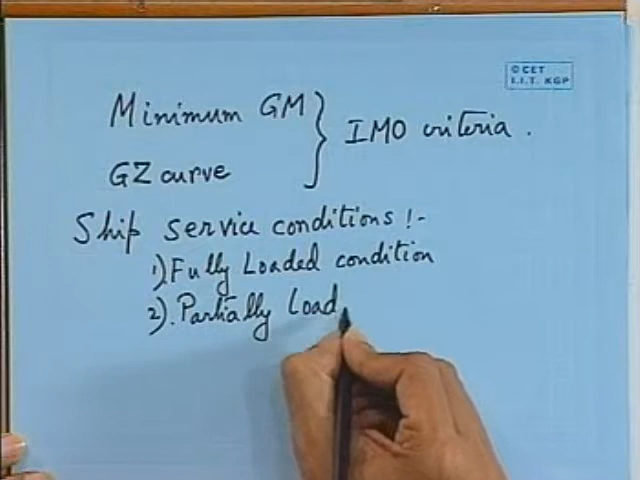 © CET
I.I.T. KGP
Minimum GM
GZ curve
} IMO criteria.
Ship service conditions :-
1). Fully Loaded condition
2). Partially Load